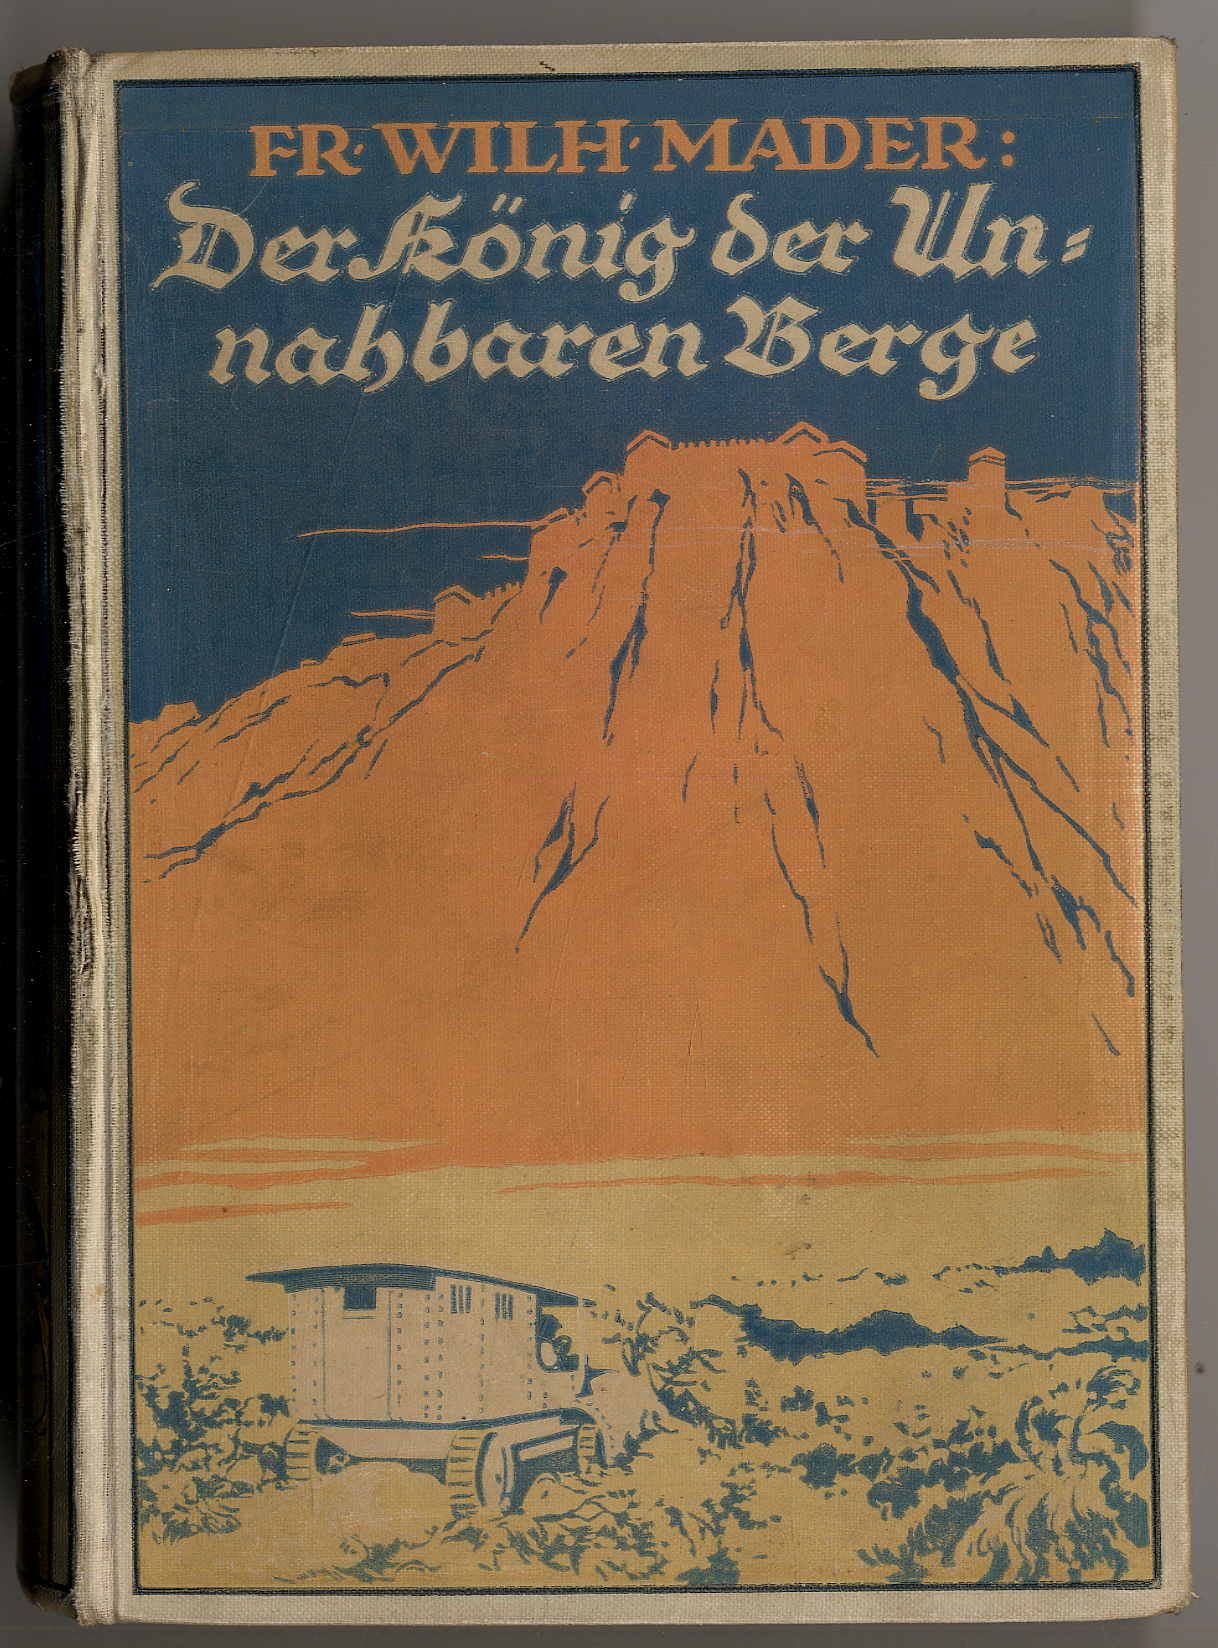 FR· WILH· MADER:
Der König der Un-
nahbaren Berge